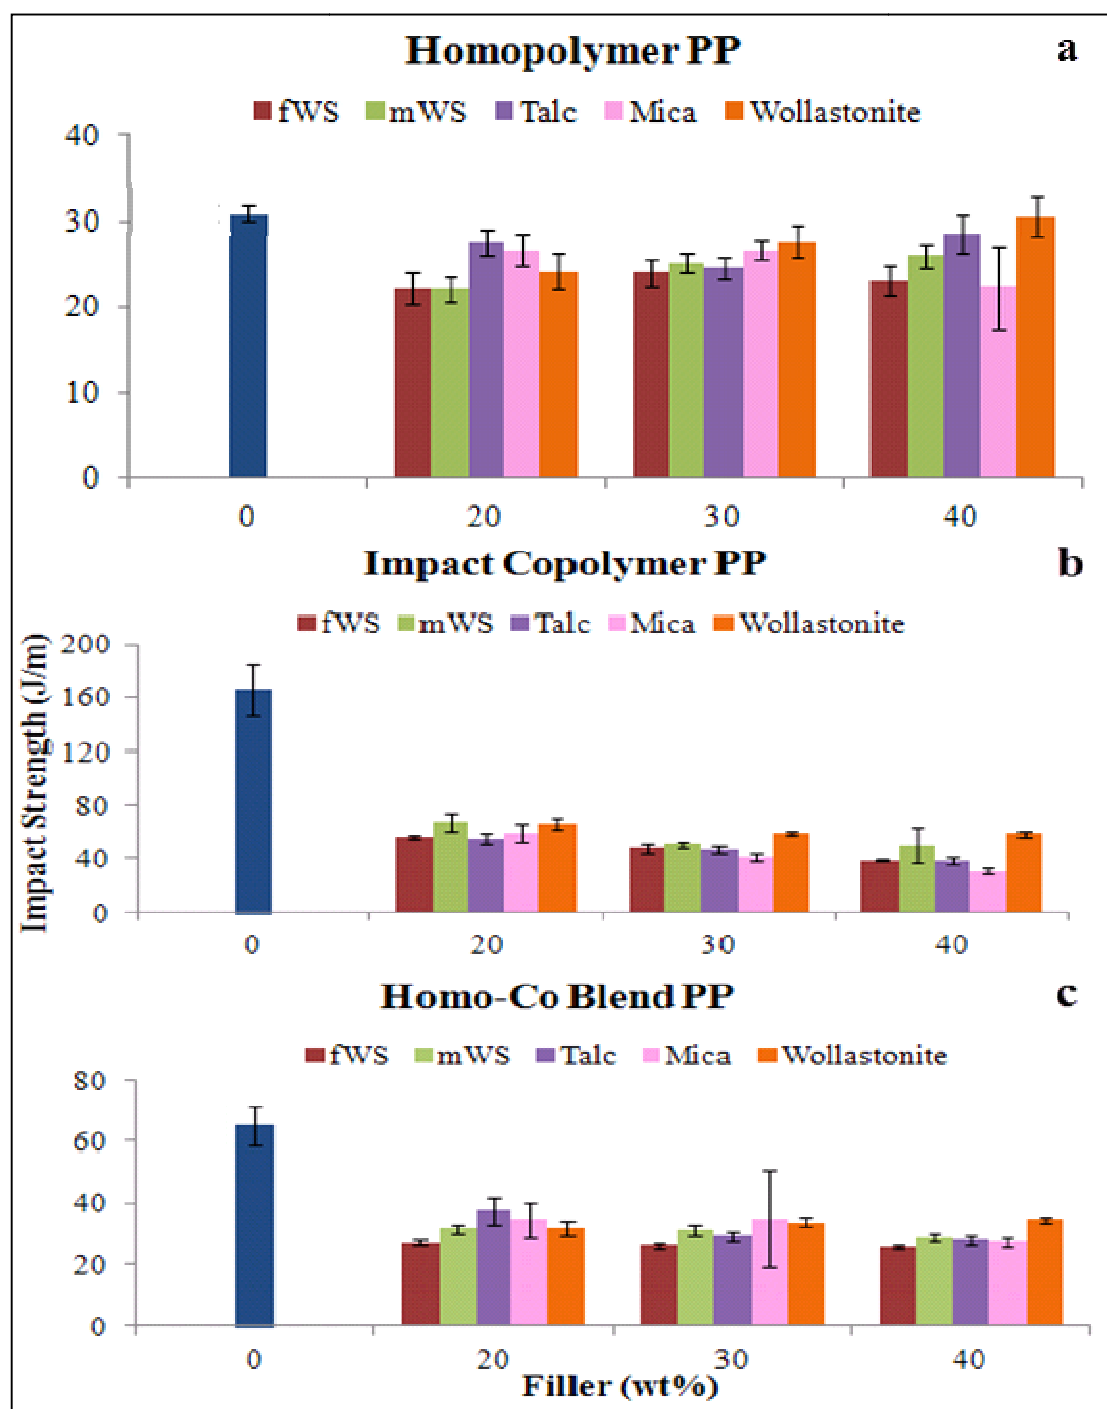 Homopolymer PP a
fWS mWS Talc Mica Wollastonite
40
30
20
10
0
0 20 30 40
Impact Copolymer PP b
fWS mWS Talc Mica Wollastonite
Impact Strength (J/m)
200
160
120
80
40
0
0 20 30 40
Homo-Co Blend PP c
fWS mWS Talc Mica Wollastonite
80
60
40
20
0
0 20 30 40
Filler (wt%)